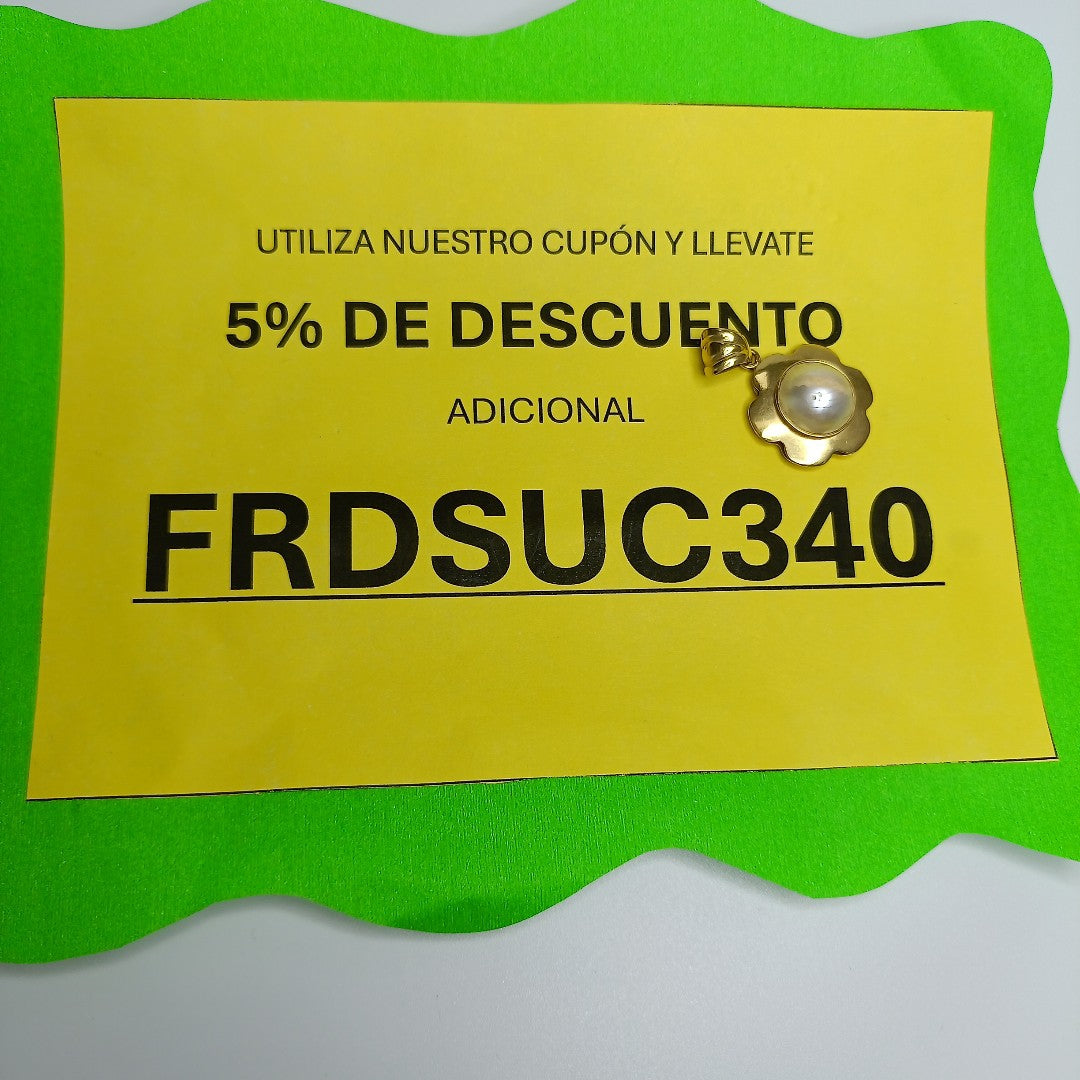 UTILIZA NUESTRO CUPÓN Y LLEVATE
5% DE DESCUENTO
ADICIONAL
FRDSUC340